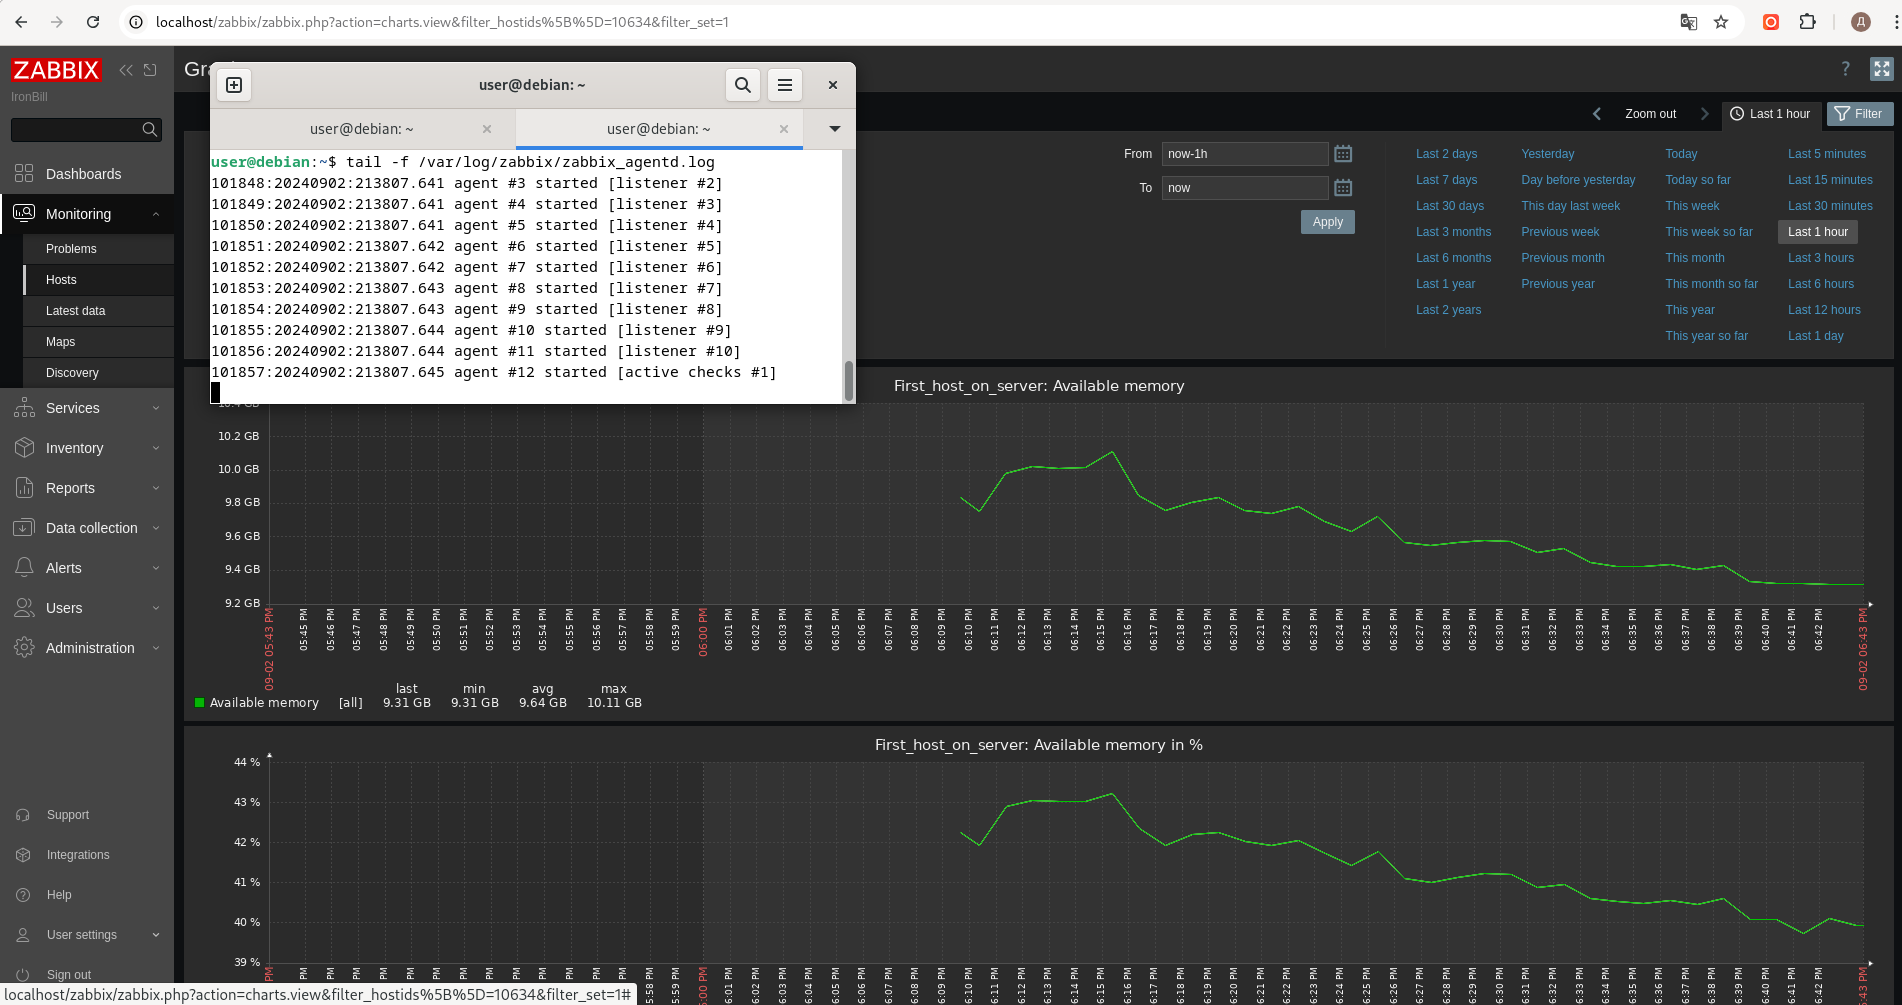 localhost/zabbix/zabbix.php?action=charts.view&filter_hostids%5B%5D=10634&filter_set=1
Д
ZABBIX
IronBill
Dashboards
Monitoring
Problems
Hosts
Latest data
Maps
Discovery
Services
Inventory
Reports
Data collection
Alerts
Users
Administration
Support
Integrations
Help
User settings
Sign out
user@debian: ~
user@debian: ~
user@debian: ~
user@debian:~$ tail -f /var/log/zabbix/zabbix_agentd.log
101848:20240902:213807.641 agent #3 started [listener #2]
101849:20240902:213807.641 agent #4 started [listener #3]
101850:20240902:213807.641 agent #5 started [listener #4]
101851:20240902:213807.642 agent #6 started [listener #5]
101852:20240902:213807.642 agent #7 started [listener #6]
101853:20240902:213807.643 agent #8 started [listener #7]
101854:20240902:213807.643 agent #9 started [listener #8]
101855:20240902:213807.644 agent #10 started [listener #9]
101856:20240902:213807.644 agent #11 started [listener #10]
101857:20240902:213807.645 agent #12 started [active checks #1]
?
Zoom out
Last 1 hour
Filter
From now-1h
To now
Apply
Last 2 days Yesterday Today Last 5 minutes
Last 7 days Day before yesterday Today so far Last 15 minutes
Last 30 days This day last week This week Last 30 minutes
Last 3 months Previous week This week so far Last 1 hour
Last 6 months Previous month This month Last 3 hours
Last 1 year Previous year This month so far Last 6 hours
Last 2 years This year Last 12 hours
This year so far Last 1 day
First_host_on_server: Available memory
10.2 GB
10.0 GB
9.8 GB
9.6 GB
9.4 GB
9.2 GB
09-02 05:43 PM
05:45 PM
05:46 PM
05:47 PM
05:48 PM
05:49 PM
05:50 PM
05:51 PM
05:52 PM
05:53 PM
05:54 PM
05:55 PM
05:56 PM
05:57 PM
05:58 PM
05:59 PM
06:00 PM
06:01 PM
06:02 PM
06:03 PM
06:04 PM
06:05 PM
06:06 PM
06:07 PM
06:08 PM
06:09 PM
06:10 PM
06:11 PM
06:12 PM
06:13 PM
06:14 PM
06:15 PM
06:16 PM
06:17 PM
06:18 PM
06:19 PM
06:20 PM
06:21 PM
06:22 PM
06:23 PM
06:24 PM
06:25 PM
06:26 PM
06:27 PM
06:28 PM
06:29 PM
06:30 PM
06:31 PM
06:32 PM
06:33 PM
06:34 PM
06:35 PM
06:36 PM
06:37 PM
06:38 PM
06:39 PM
06:40 PM
06:41 PM
06:42 PM
09-02 06:43 PM
last min avg max
Available memory [all] 9.31 GB 9.31 GB 9.64 GB 10.11 GB
First_host_on_server: Available memory in %
44 %
43 %
42 %
41 %
40 %
39 %
localhost/zabbix/zabbix.php?action=charts.view&filter_hostids%5B%5D=10634&filter_set=1#